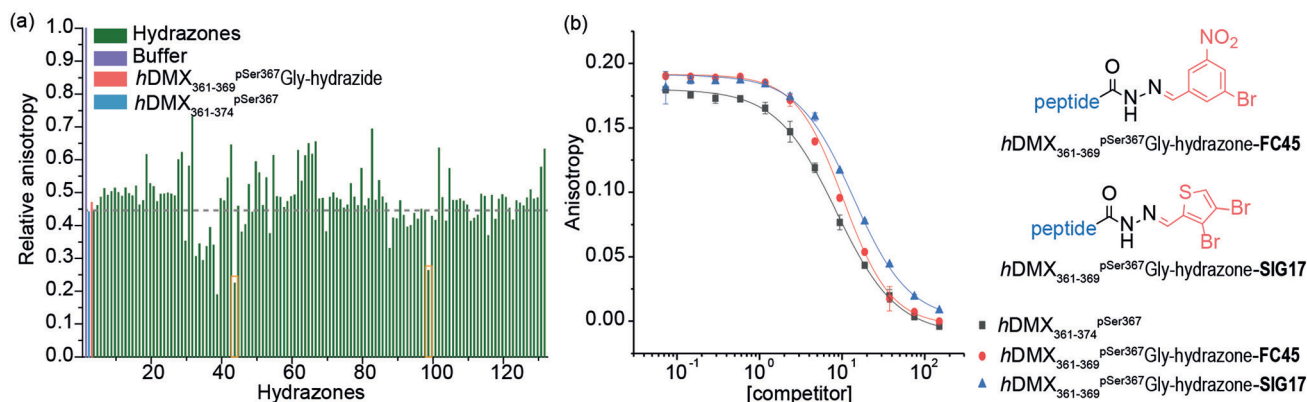 (a)
Relative anisotropy
1.0
0.9
0.8
0.7
0.6
0.5
0.4
0.3
0.2
0.1
0.0
Hydrazones
Buffer
hDMX361-369pSer367Gly-hydrazide
hDMX361-374pSer367
20 40 60 80 100 120
Hydrazones
(b)
Anisotropy
0.20
0.15
0.10
0.05
0.00
10-1 100 101 102
[competitor]
NO2
O
peptide N N Br
H
hDMX361-369pSer367Gly-hydrazone-FC45
S
O Br
peptide N N
H Br
hDMX361-369pSer367Gly-hydrazone-SIG17
hDMX361-374pSer367
hDMX361-369pSer367Gly-hydrazone-FC45
hDMX361-369pSer367Gly-hydrazone-SIG17